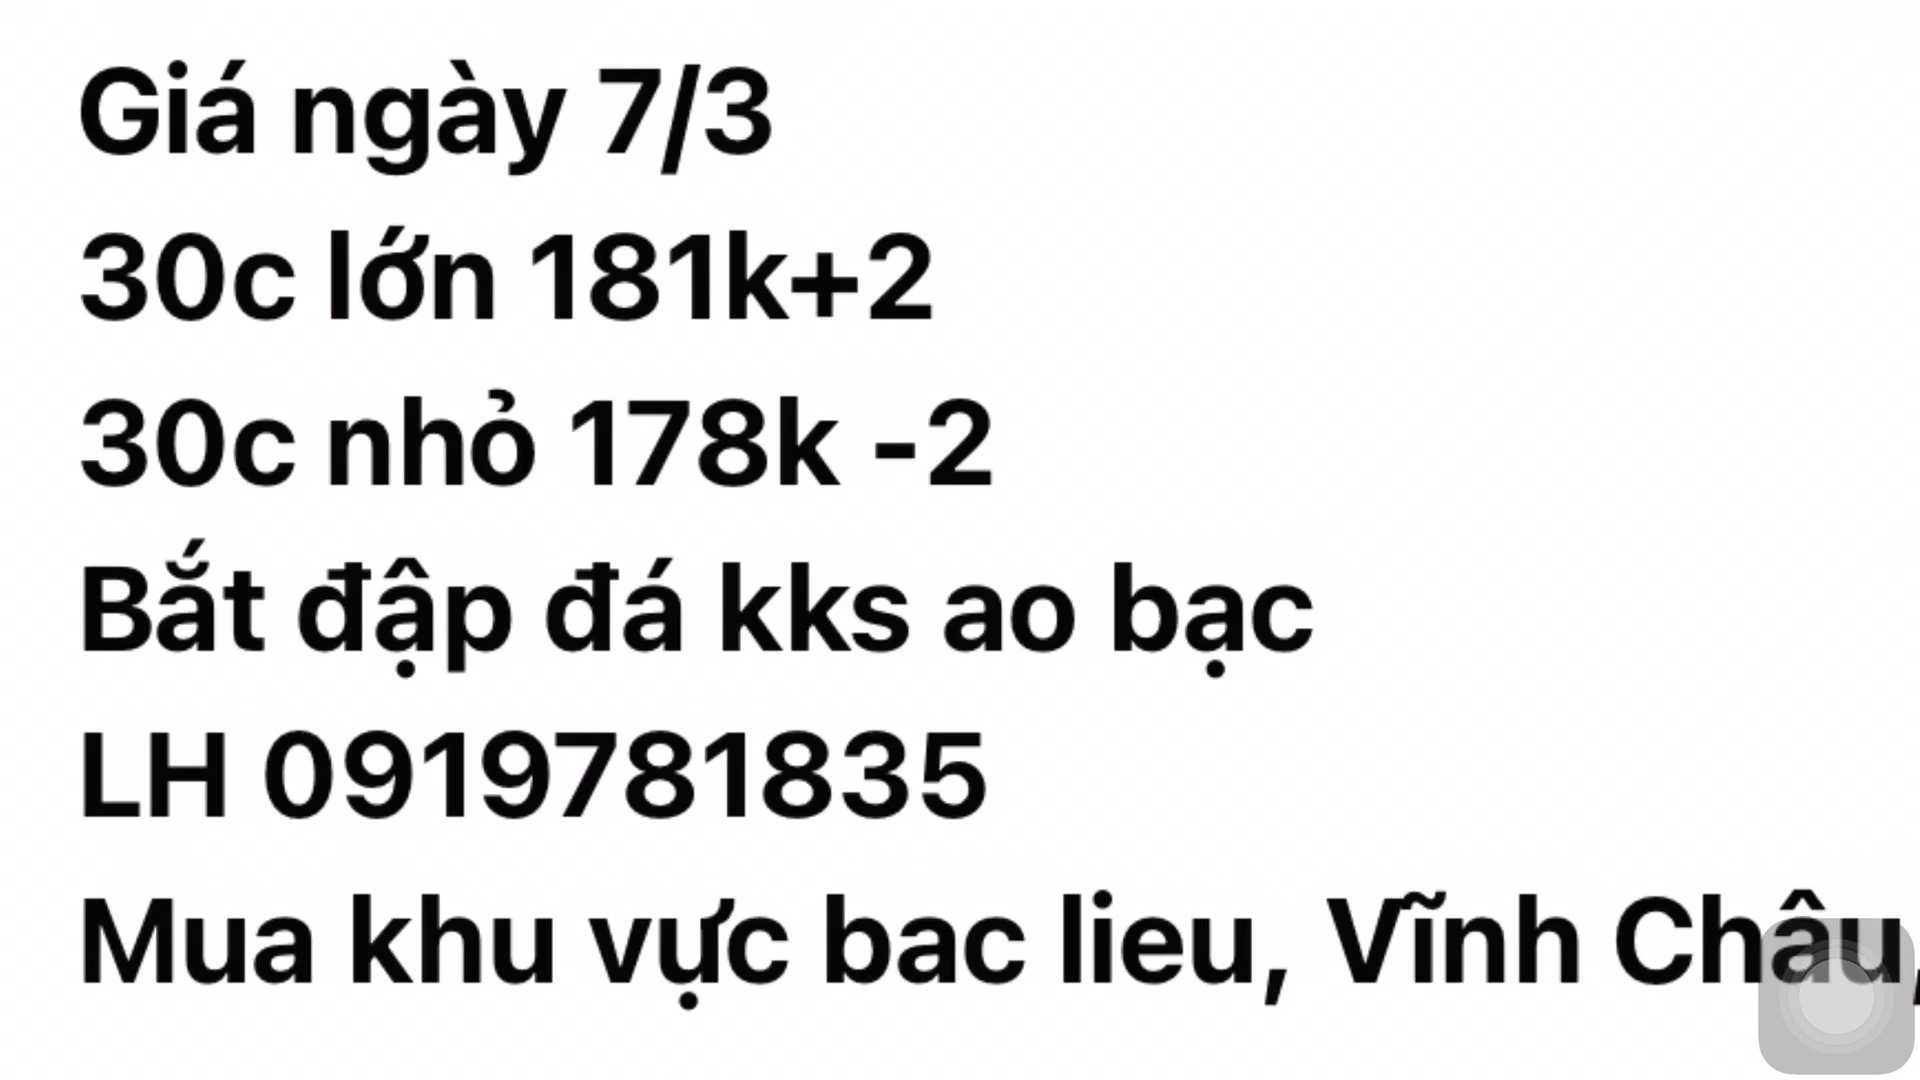 Giá ngày 7/3
30c lớn 181k+2
30c nhỏ 178k -2
Bắt đập đá kks ao bạc
LH 0919781835
Mua khu vực bac lieu, Vĩnh Châu,